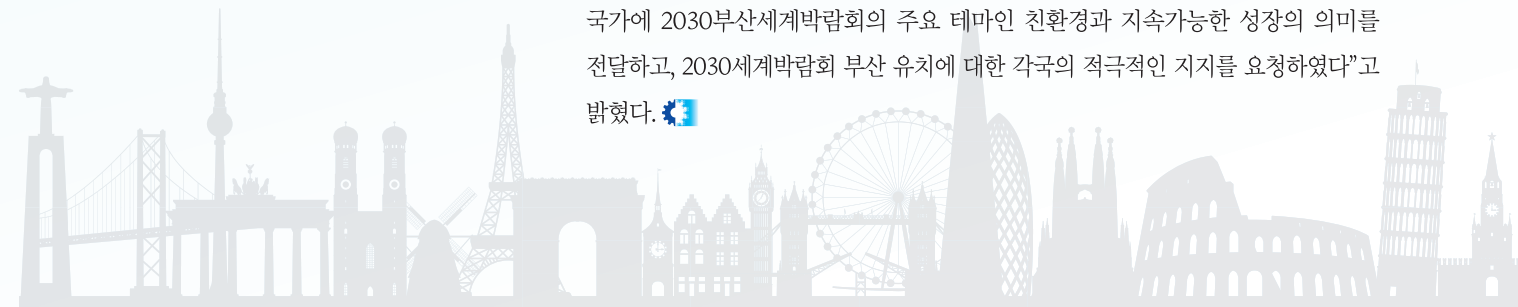 국가에 2030부산세계박람회의 주요 테마인 친환경과 지속가능한 성장의 의미를
전달하고, 2030세계박람회 부산 유치에 대한 각국의 적극적인 지지를 요청하였다”고
밝혔다.